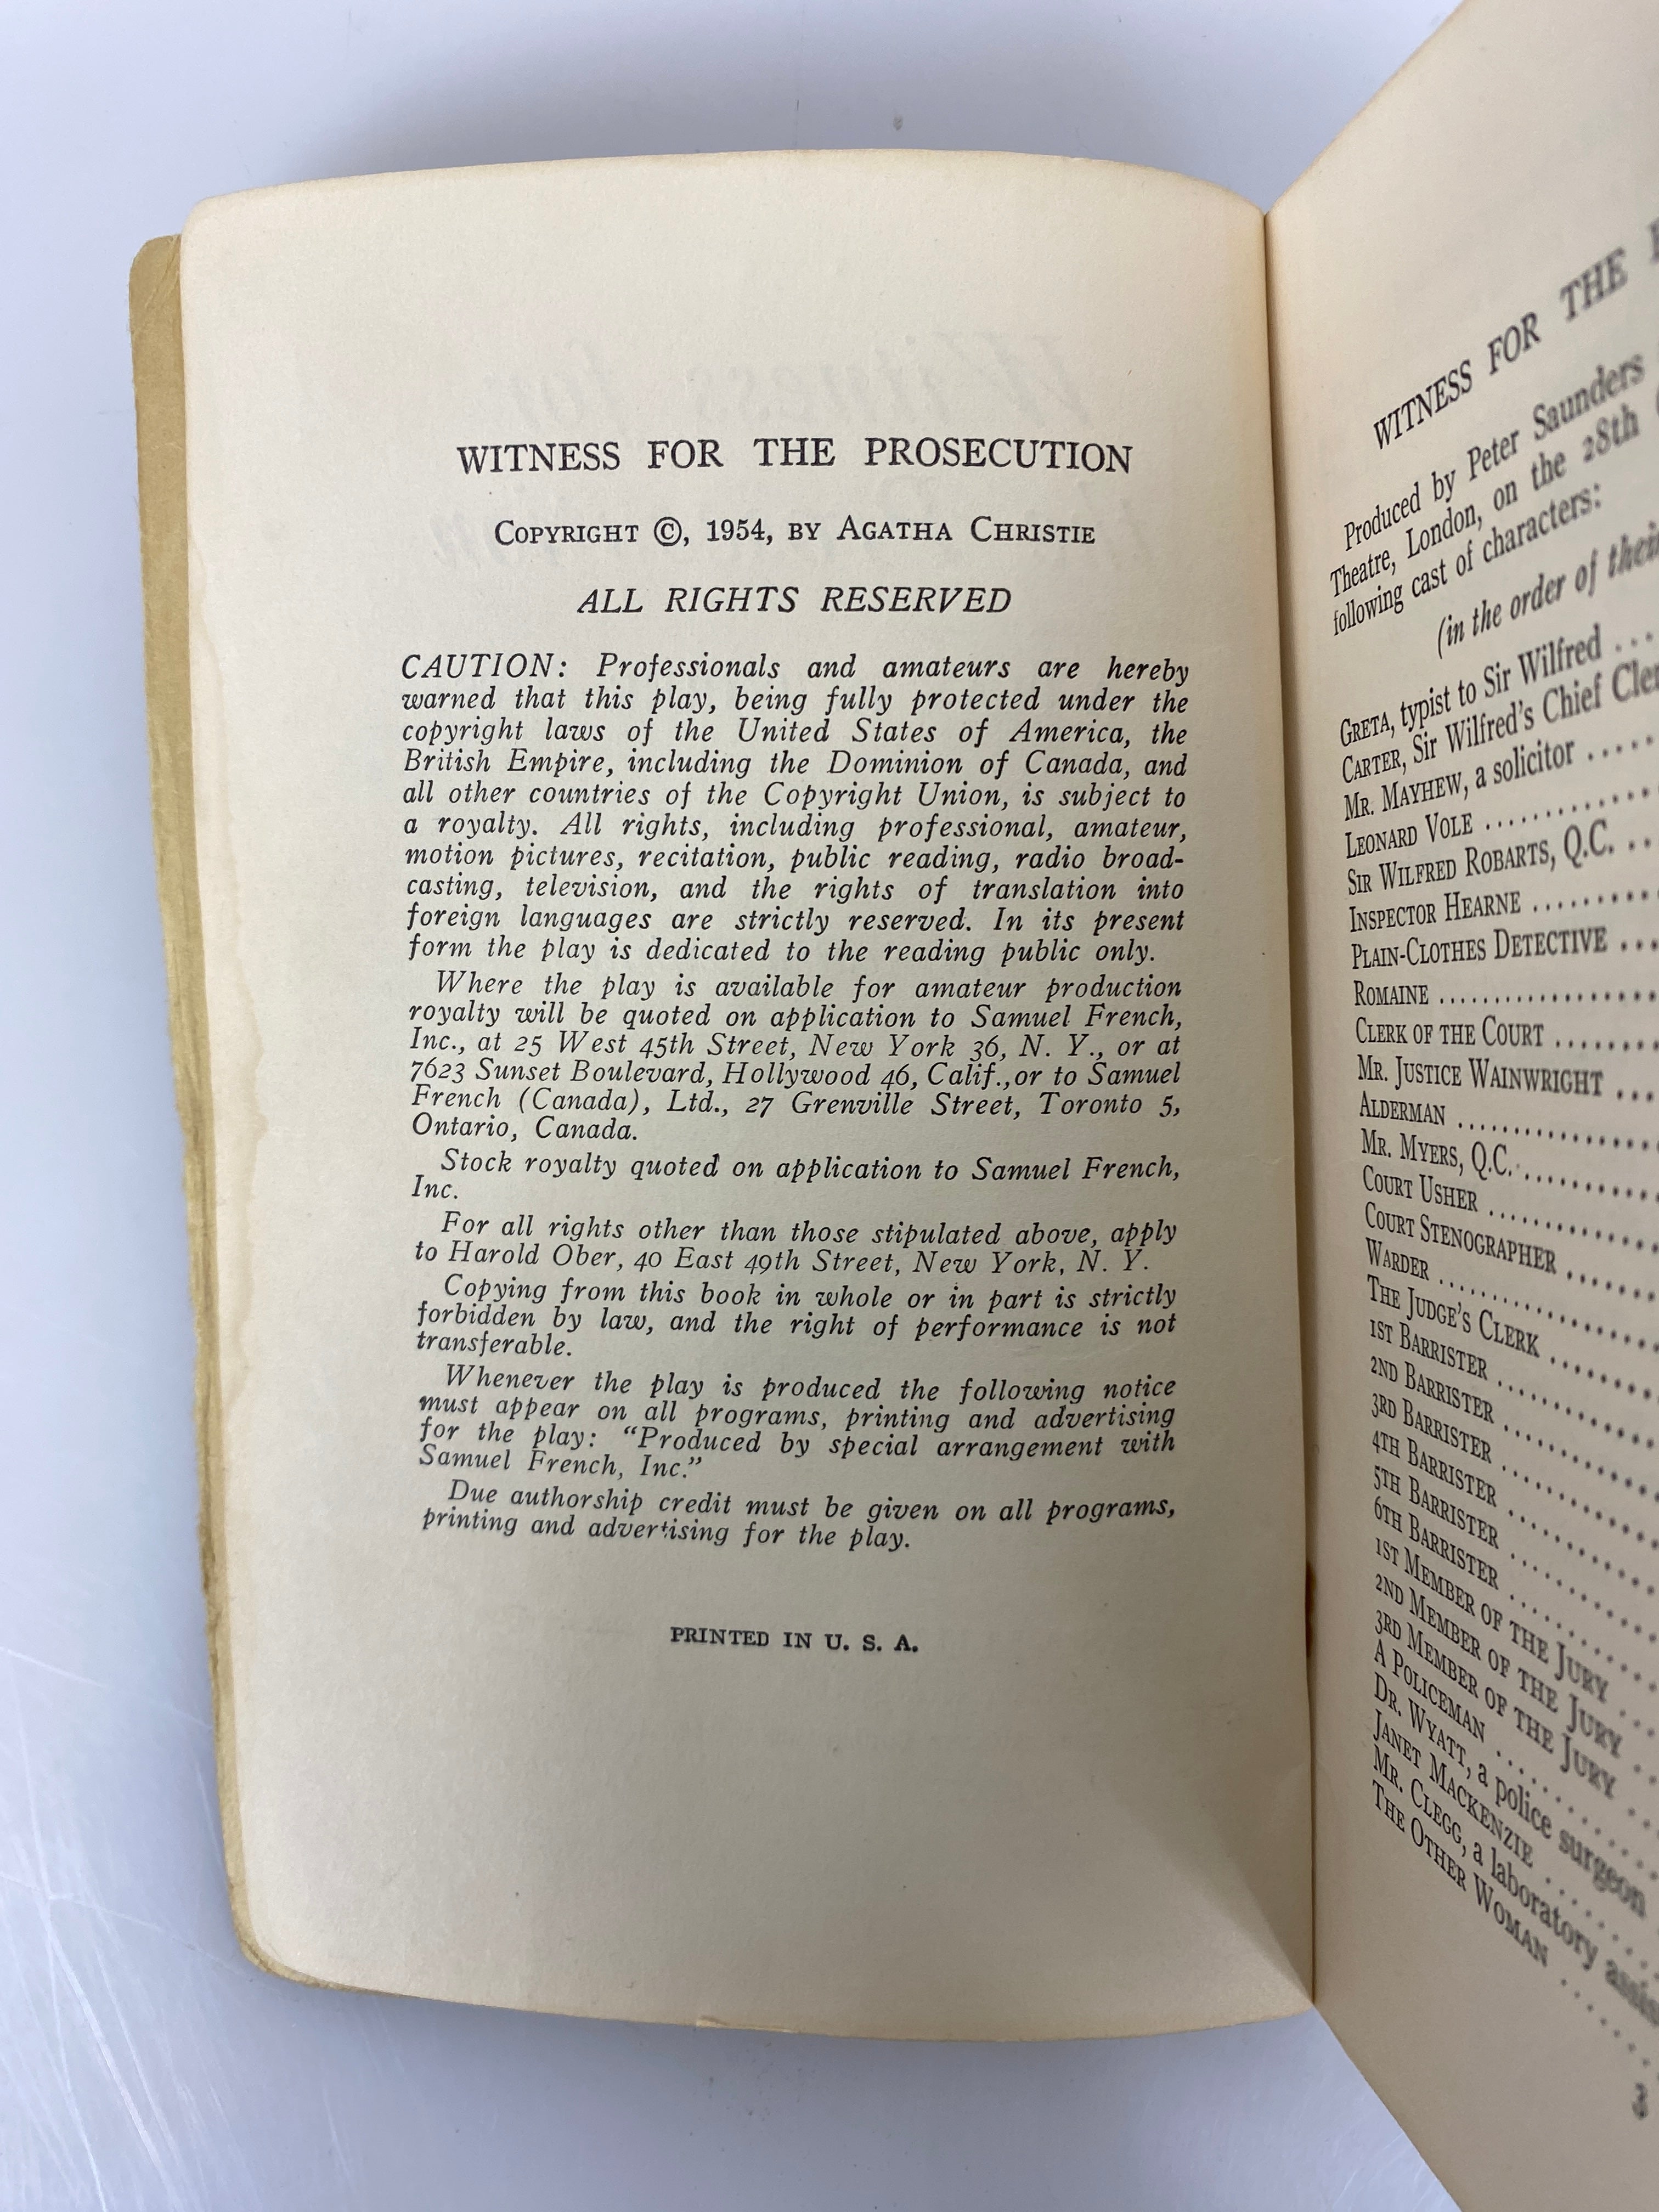 WITNESS FOR THE PROSECUTION
COPYRIGHT ©, 1954, BY AGATHA CHRISTIE
ALL RIGHTS RESERVED
CAUTION: Professionals and amateurs are hereby
warned that this play, being fully protected under the
copyright laws of the United States of America, the
British Empire, including the Dominion of Canada, and
all other countries of the Copyright Union, is subject to
a royalty. All rights, including professional, amateur,
motion pictures, recitation, public reading, radio broad-
casting, television, and the rights of translation into
foreign languages are strictly reserved. In its present
form the play is dedicated to the reading public only.
Where the play is available for amateur production
royalty will be quoted on application to Samuel French,
Inc., at 25 West 45th Street, New York 36, N. Y., or at
7623 Sunset Boulevard, Hollywood 46, Calif.,or to Samuel
French (Canada), Ltd., 27 Grenville Street, Toronto 5,
Ontario, Canada.
Stock royalty quoted on application to Samuel French,
Inc.
For all rights other than those stipulated above, apply
to Harold Ober, 40 East 49th Street, New York, N. Y.
Copying from this book in whole or in part is strictly
forbidden by law, and the right of performance is not
transferable.
Whenever the play is produced the following notice
must appear on all programs, printing and advertising
for the play: "Produced by special arrangement with
Samuel French, Inc."
Due authorship credit must be given on all programs,
printing and advertising for the play.
PRINTED IN U. S. A.
WITNESS FOR THE
Produced by Peter Saunders
Theatre, London, on the 28th
following cast of characters:
(in the order of their
GRETA, typist to Sir Wilfred ...
CARTER, Sir Wilfred's Chief
MR. MAYHEW, a solicitor .....
LEONARD VOLE ............
SIR WILFRED ROBARTS, Q.C. ..
INSPECTOR HEARNE ..........
PLAIN-CLOTHES DETECTIVE ...
ROMAINE ..................
CLERK OF THE COURT ........
MR. JUSTICE WAINWRIGHT ...
ALDERMAN .................
MR. MYERS, Q.C. ............
COURT USHER ..............
COURT STENOGRAPHER .......
WARDER ...................
THE JUDGE'S CLERK .........
1ST BARRISTER .............
2ND BARRISTER .............
3RD BARRISTER .............
4TH BARRISTER .............
5TH BARRISTER .............
6TH BARRISTER .............
1ST MEMBER OF THE JURY ...
2ND MEMBER OF THE JURY ...
3RD MEMBER OF THE JURY ...
A POLICEMAN ..............
DR. WYATT, a police surgeon
JANET MACKENZIE ..........
MR. CLEGG, a laboratory
THE OTHER WOMAN ........
3